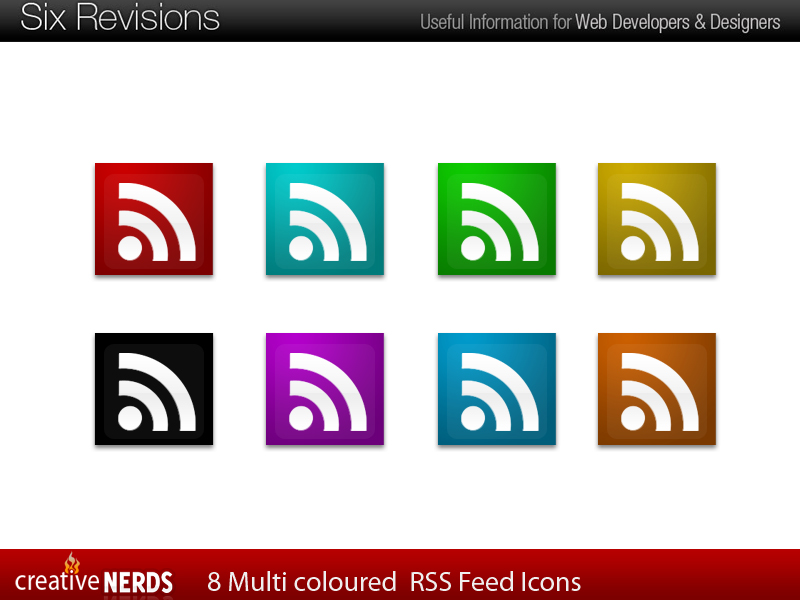 Six Revisions
Useful Information for Web Developers & Designers
creative NERDS
8 Multi coloured RSS Feed Icons